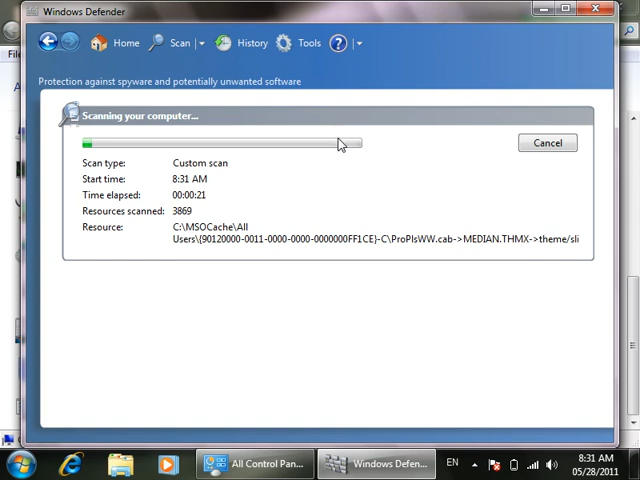 Windows Defender
Home
Scan
History
Tools
Protection against spyware and potentially unwanted software
Scanning your computer...
Cancel
Scan type: Custom scan
Start time: 8:31 AM
Time elapsed: 00:00:21
Resources scanned: 3869
Resource: C:\MSOCache\All
Users\{90120000-0011-0000-0000-0000000FF1CE}-C\ProPlsWW.cab->MEDIAN.THMX->theme/sli
All Control Pan...
Windows Defen...
EN
8:31 AM
05/28/2011